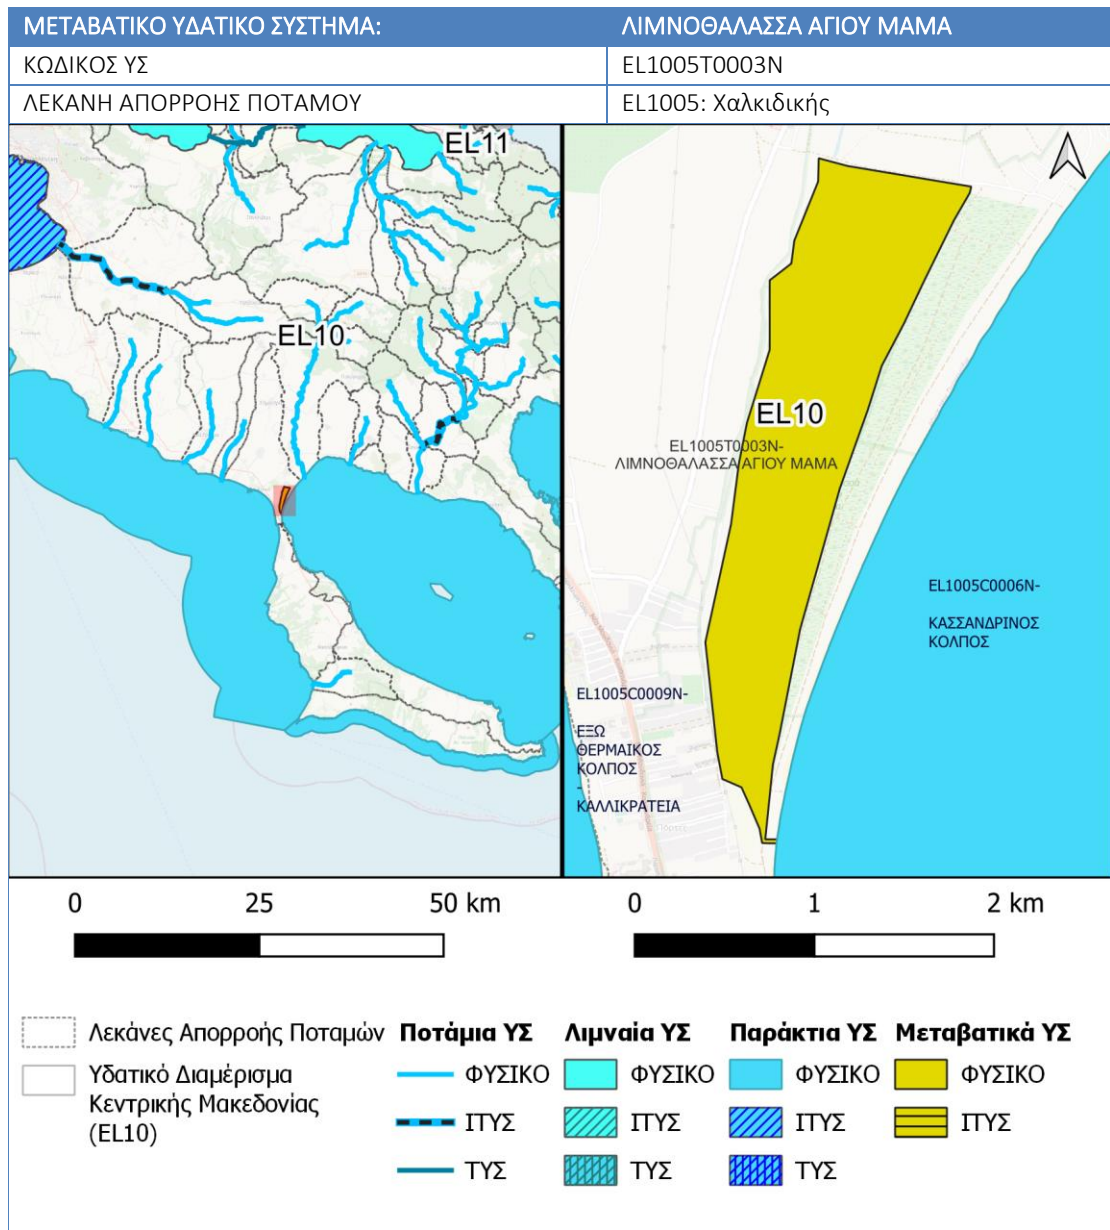 ΜΕΤΑΒΑΤΙΚΟ ΥΔΑΤΙΚΟ ΣΥΣΤΗΜΑ: ΛΙΜΝΟΘΑΛΑΣΣΑ ΑΓΙΟΥ ΜΑΜΑ
ΚΩΔΙΚΟΣ ΥΣ EL1005T0003N
ΛΕΚΑΝΗ ΑΠΟΡΡΟΗΣ ΠΟΤΑΜΟΥ EL1005: Χαλκιδικής
EL11
EL10
EL10
EL1005T0003N-
ΛΙΜΝΟΘΑΛΑΣΣΑ ΑΓΙΟΥ ΜΑΜΑ
EL1005C0006N-
ΚΑΣΣΑΝΔΡΙΝΟΣ
ΚΟΛΠΟΣ
EL1005C0009N-
ΕΞΩ
ΘΕΡΜΑΙΚΟΣ
ΚΟΛΠΟΣ
-
ΚΑΛΛΙΚΡΑΤΕΙΑ
0 25 50 km
0 1 2 km
Λεκάνες Απορροής Ποταμών
Υδατικό Διαμέρισμα
Κεντρικής Μακεδονίας
(EL10)
Ποτάμια ΥΣ
ΦΥΣΙΚΟ
ΙΤΥΣ
ΤΥΣ
Λιμναία ΥΣ
ΦΥΣΙΚΟ
ΙΤΥΣ
ΤΥΣ
Παράκτια ΥΣ
ΦΥΣΙΚΟ
ΙΤΥΣ
ΤΥΣ
Μεταβατικά ΥΣ
ΦΥΣΙΚΟ
ΙΤΥΣ